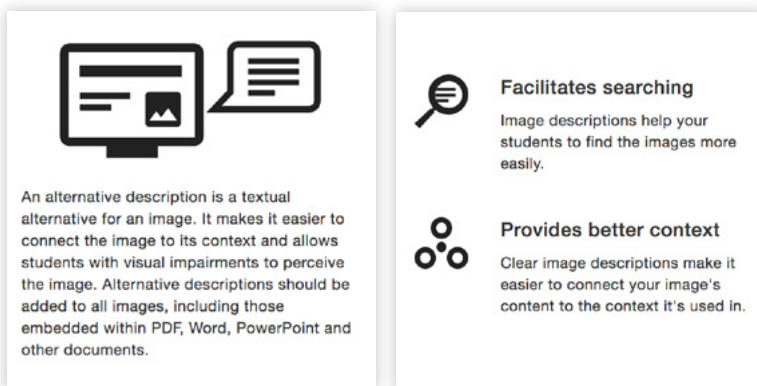 An alternative description is a textual
alternative for an image. It makes it easier to
connect the image to its context and allows
students with visual impairments to perceive
the image. Alternative descriptions should be
added to all images, including those
embedded within PDF, Word, PowerPoint and
other documents.
Facilitates searching
Image descriptions help your
students to find the images more
easily.
Provides better context
Clear image descriptions make it
easier to connect your image's
content to the context it's used in.